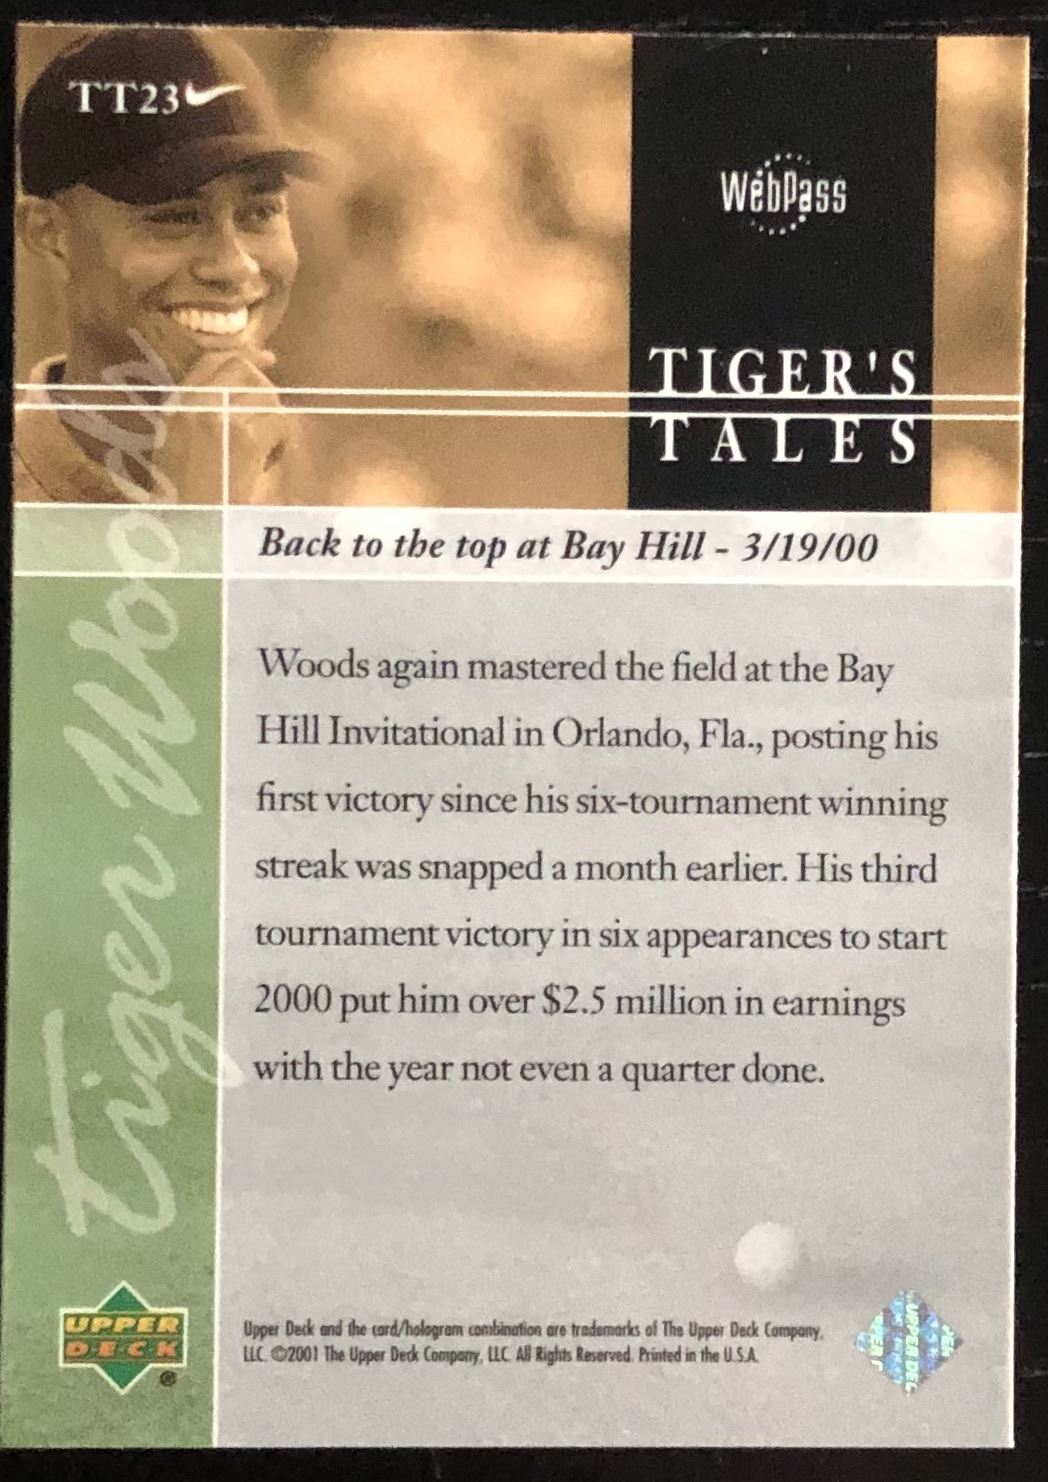 TT23
WebPass
TIGER'S
TALES
Back to the top at Bay Hill - 3/19/00
Woods again mastered the field at the Bay
Hill Invitational in Orlando, Fla., posting his
first victory since his six-tournament winning
streak was snapped a month earlier. His third
tournament victory in six appearances to start
2000 put him over $2.5 million in earnings
with the year not even a quarter done.
Tiger Woods
UPPER
DECK
®
Upper Deck and the card/hologram combination are trademarks of The Upper Deck Company,
LLC. ©2001 The Upper Deck Company, LLC. All Rights Reserved. Printed in the U.S.A.